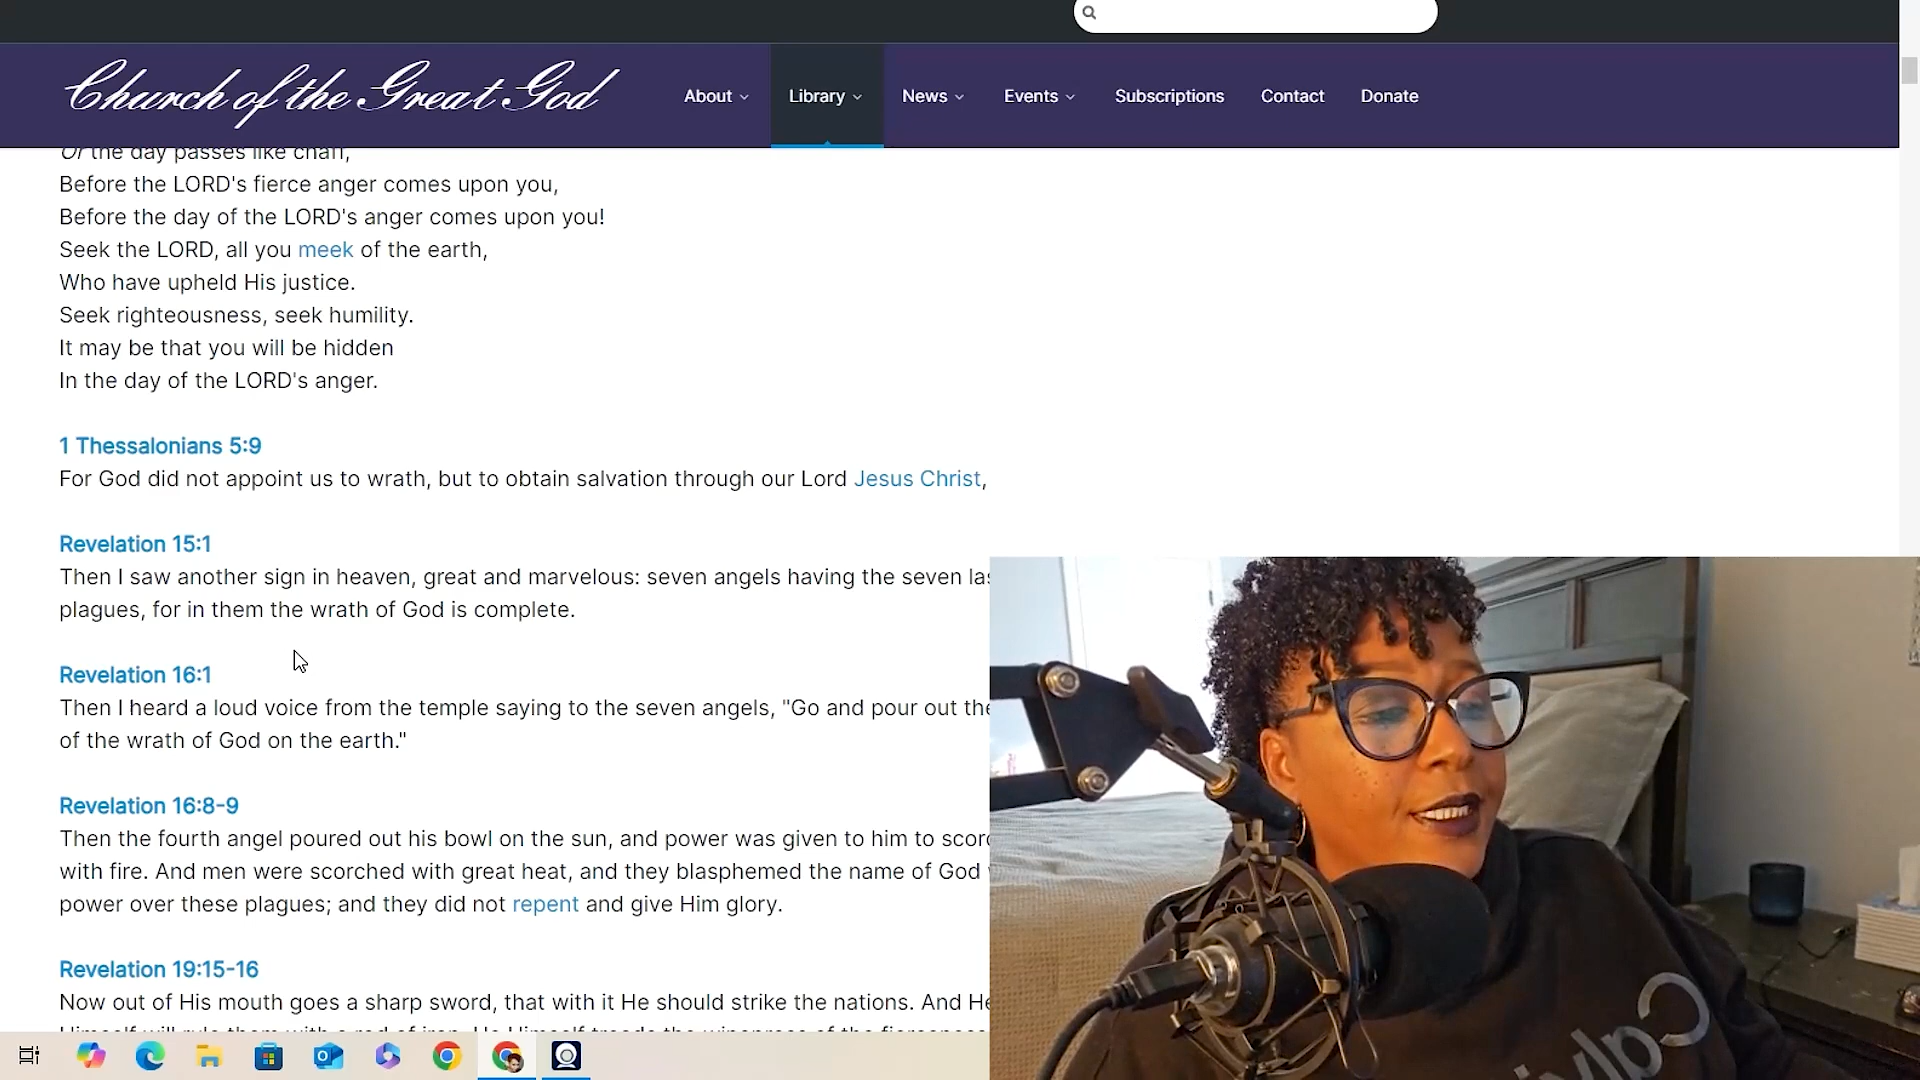 Church of the Great God
About
Library
News
Events
Subscriptions
Contact
Donate
Or the day passes like chaff,
Before the LORD's fierce anger comes upon you,
Before the day of the LORD's anger comes upon you!
Seek the LORD, all you meek of the earth,
Who have upheld His justice.
Seek righteousness, seek humility.
It may be that you will be hidden
In the day of the LORD's anger.
1 Thessalonians 5:9
For God did not appoint us to wrath, but to obtain salvation through our Lord Jesus Christ,
Revelation 15:1
Then I saw another sign in heaven, great and marvelous: seven angels having the seven
plagues, for in them the wrath of God is complete.
Revelation 16:1
Then I heard a loud voice from the temple saying to the seven angels, "Go and pour out
of the wrath of God on the earth."
Revelation 16:8-9
Then the fourth angel poured out his bowl on the sun, and power was given to him to
with fire. And men were scorched with great heat, and they blasphemed the name of God
power over these plagues; and they did not repent and give Him glory.
Revelation 19:15-16
Now out of His mouth goes a sharp sword, that with it He should strike the nations. And